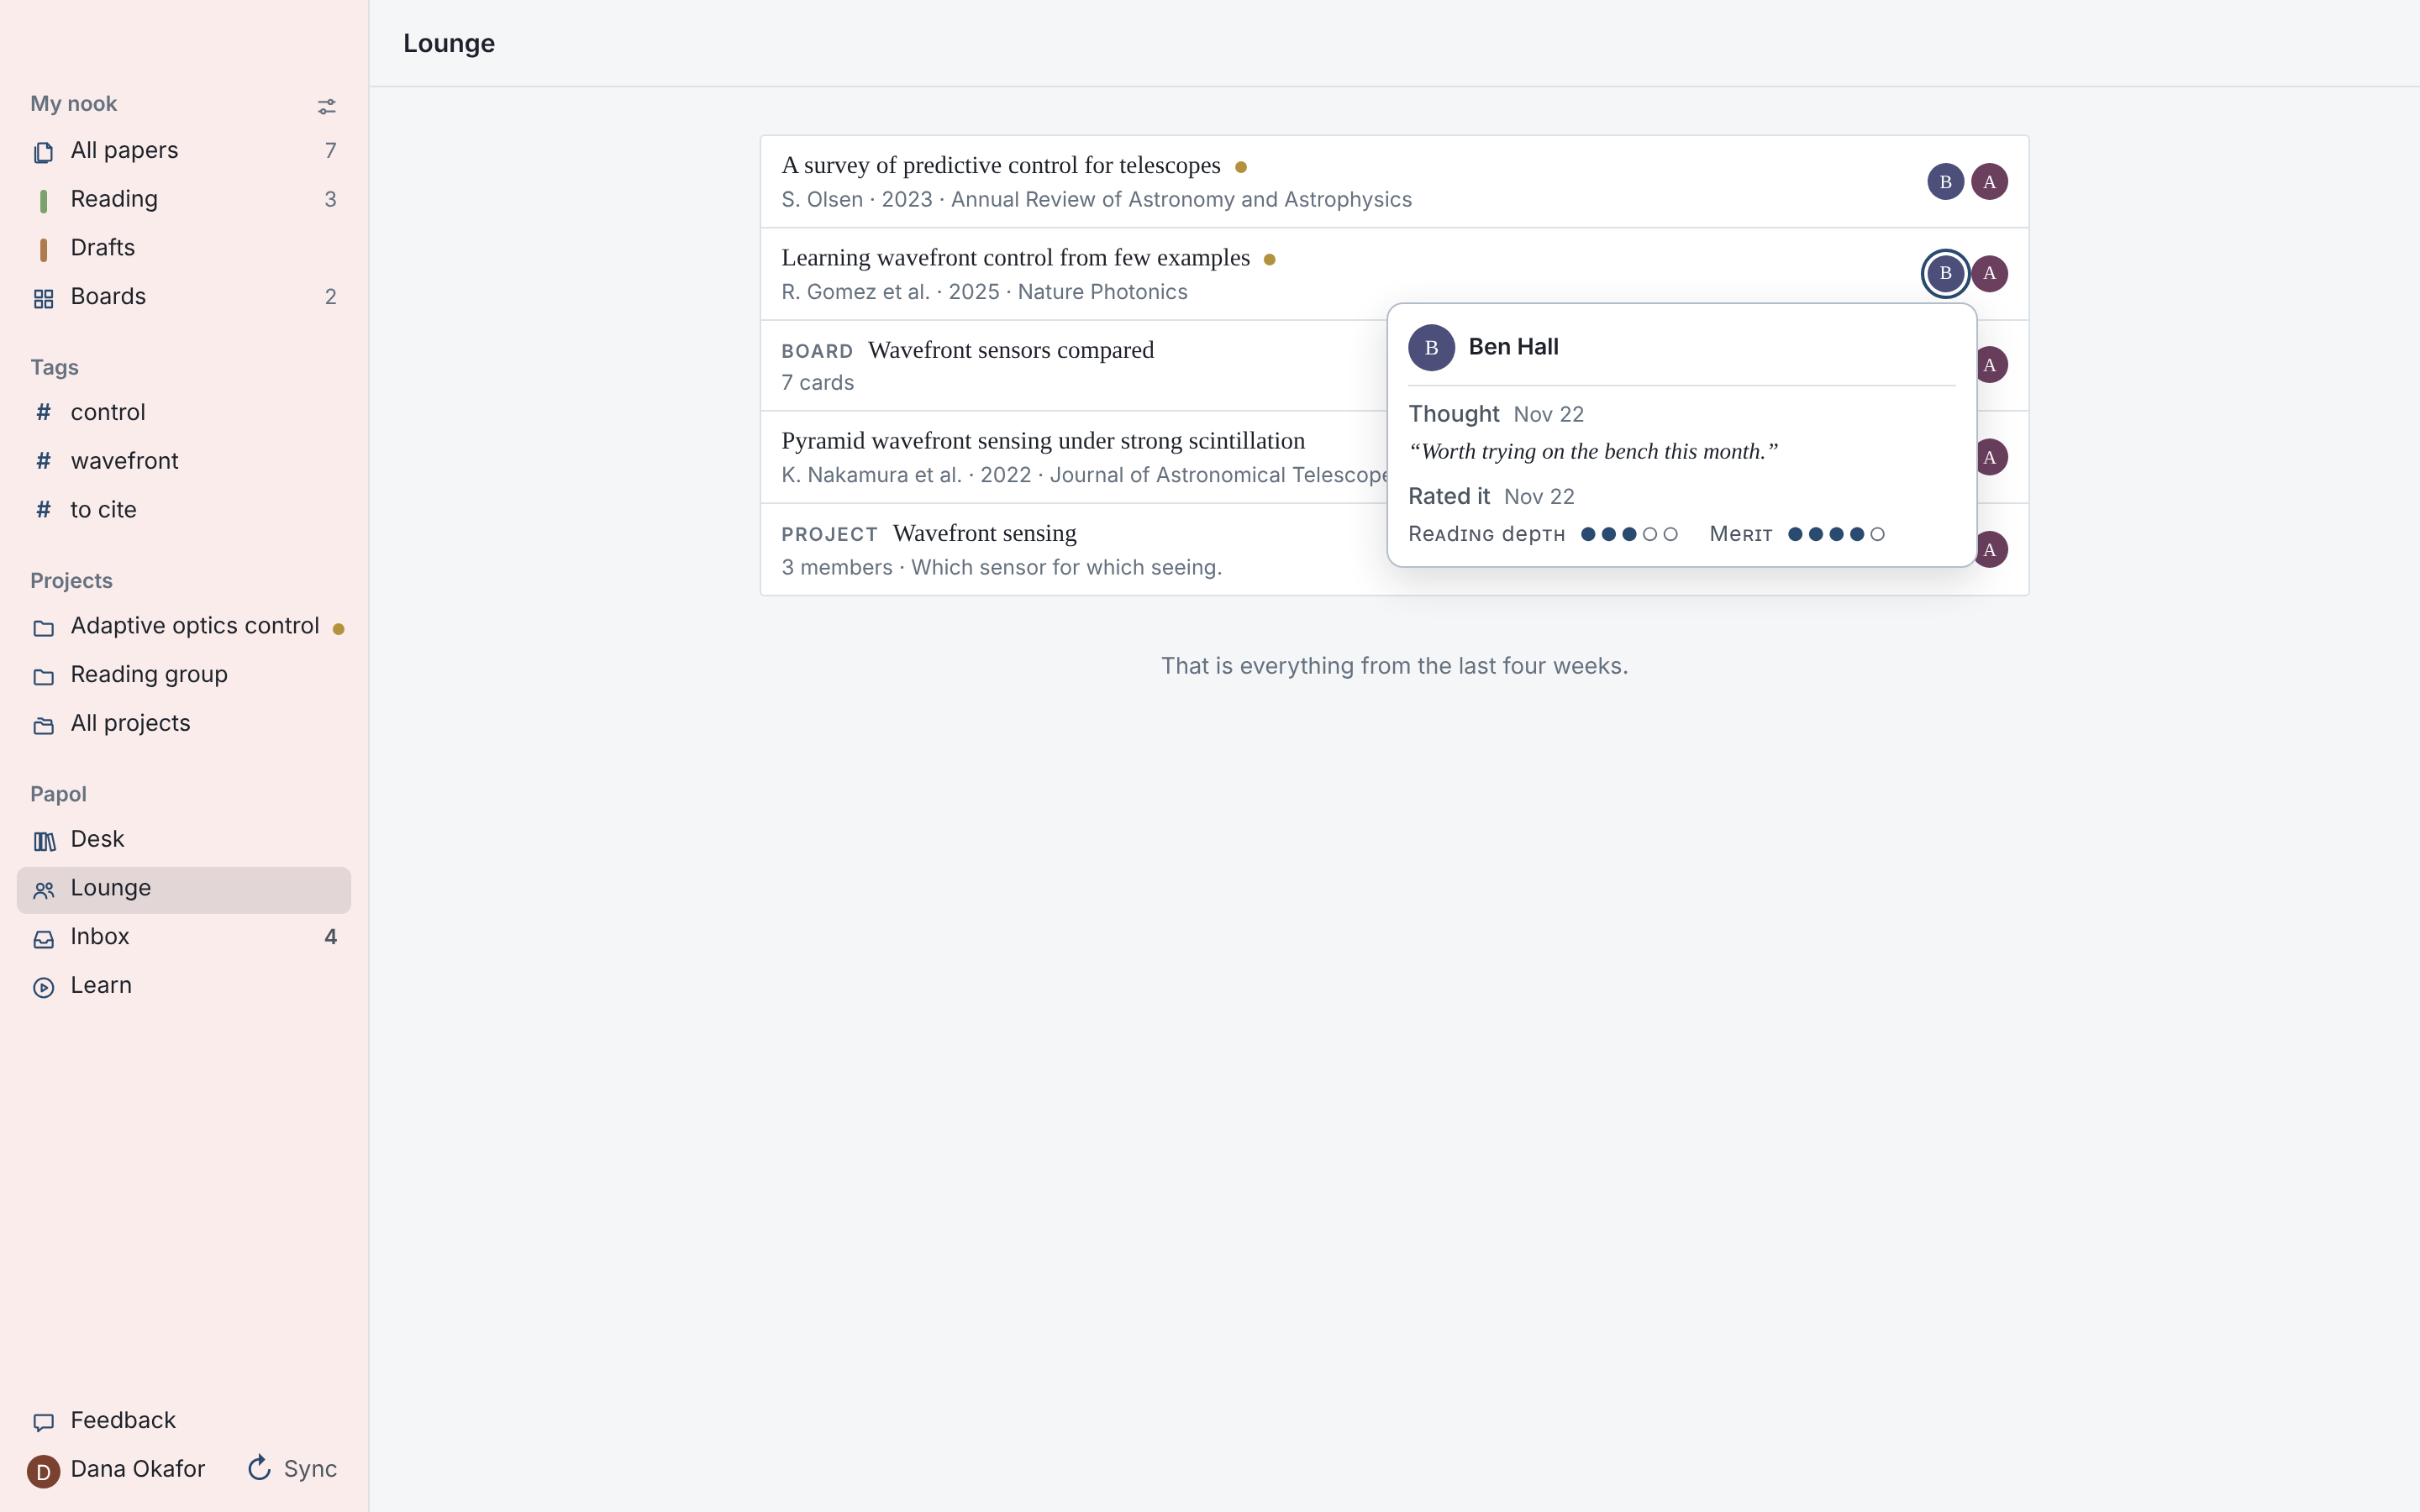 Lounge
My nook
All papers 7
Reading 3
Drafts
Boards 2
Tags
# control
# wavefront
# to cite
Projects
Adaptive optics control
Reading group
All projects
Papol
Desk
Lounge
Inbox 4
Learn
Feedback
D Dana Okafor Sync
A survey of predictive control for telescopes
S. Olsen · 2023 · Annual Review of Astronomy and Astrophysics
B A
Learning wavefront control from few examples
R. Gomez et al. · 2025 · Nature Photonics
B A
BOARD Wavefront sensors compared
7 cards
A
Pyramid wavefront sensing under strong scintillation
K. Nakamura et al. · 2022 · Journal of Astronomical Telescope
A
PROJECT Wavefront sensing
3 members · Which sensor for which seeing.
A
B Ben Hall
Thought Nov 22
“Worth trying on the bench this month.”
Rated it Nov 22
Reading depth Merit
That is everything from the last four weeks.